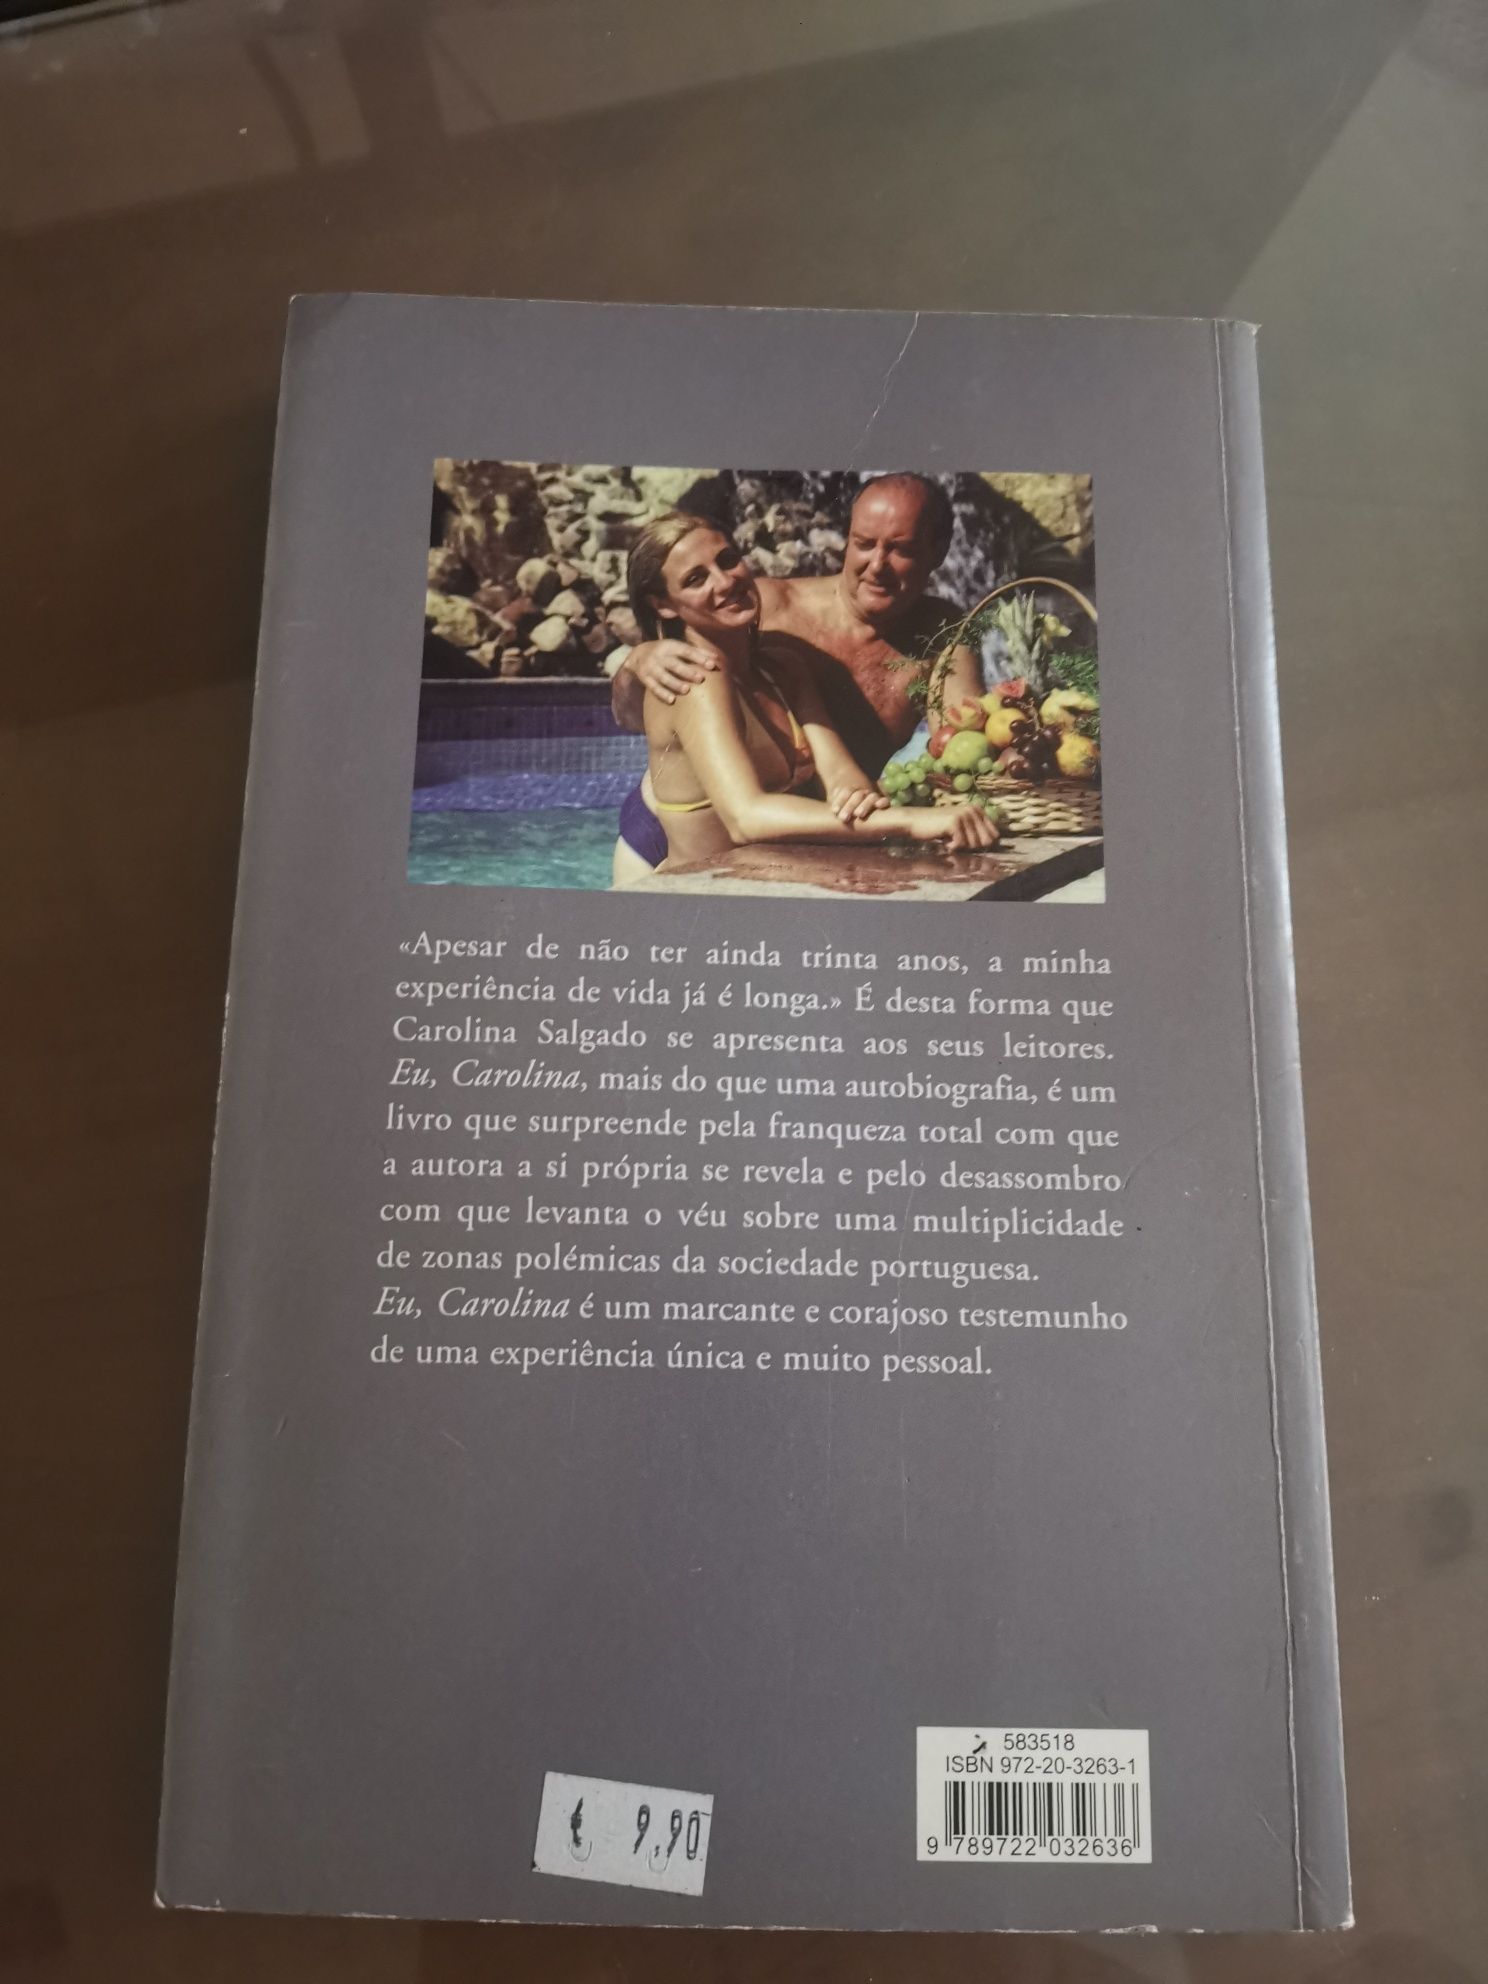 «Apesar de não ter ainda trinta anos, a minha
experiência de vida já é longa.» É desta forma que
Carolina Salgado se apresenta aos seus leitores.
Eu, Carolina, mais do que uma autobiografia, é um
livro que surpreende pela franqueza total com que
a autora a si própria se revela e pelo desassombro
com que levanta o véu sobre uma multiplicidade
de zonas polémicas da sociedade portuguesa.
Eu, Carolina é um marcante e corajoso testemunho
de uma experiência única e muito pessoal.
€ 9.90
583518
ISBN 972-20-3263-1
9 789722 032636